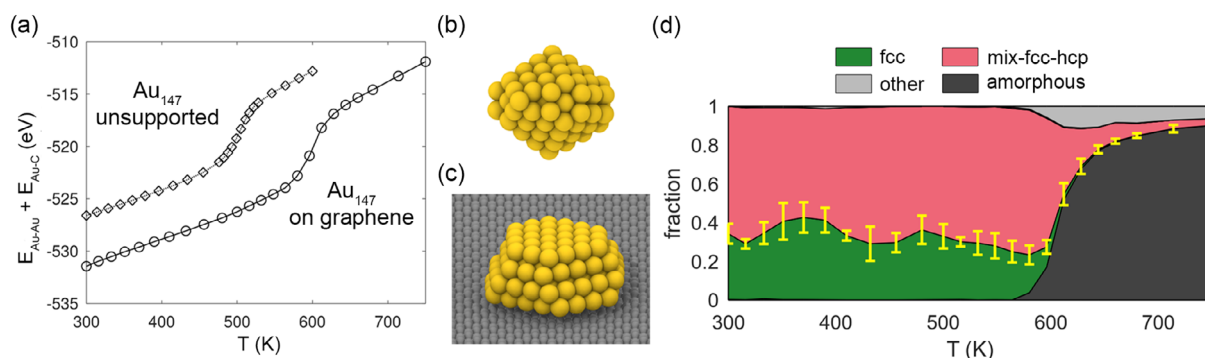 (a)
-510
-515
-520
-525
-530
-535
E_Au-Au + E_Au-C (eV)
Au_147
unsupported
Au_147
on graphene
300 400 500 600 700
T (K)
(b)
(c)
(d)
fcc mix-fcc-hcp
other amorphous
1
0.8
0.6
0.4
0.2
0
fraction
300 400 500 600 700
T (K)